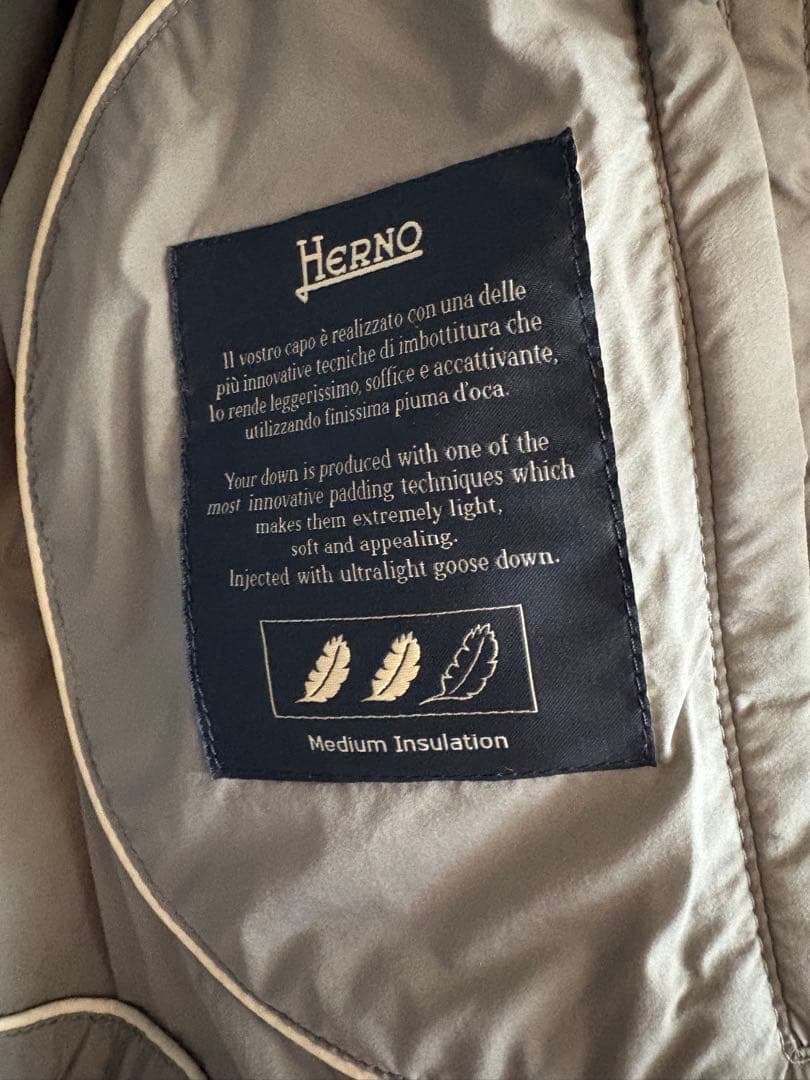 HERNO
Il vostro capo è realizzato con una delle
più innovative tecniche di imbottitura che
lo rende leggerissimo, soffice e accattivante,
utilizzando finissima piuma d'oca.
Your down is produced with one of the
most innovative padding techniques which
makes them extremely light,
soft and appealing.
Injected with ultralight goose down.
Medium Insulation